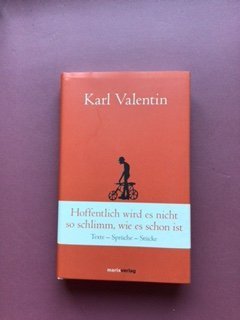 Karl Valentin
Hoffentlich wird es nicht
so schlimm, wie es schon ist
Texte – Sprüche – Stücke
marixverlag